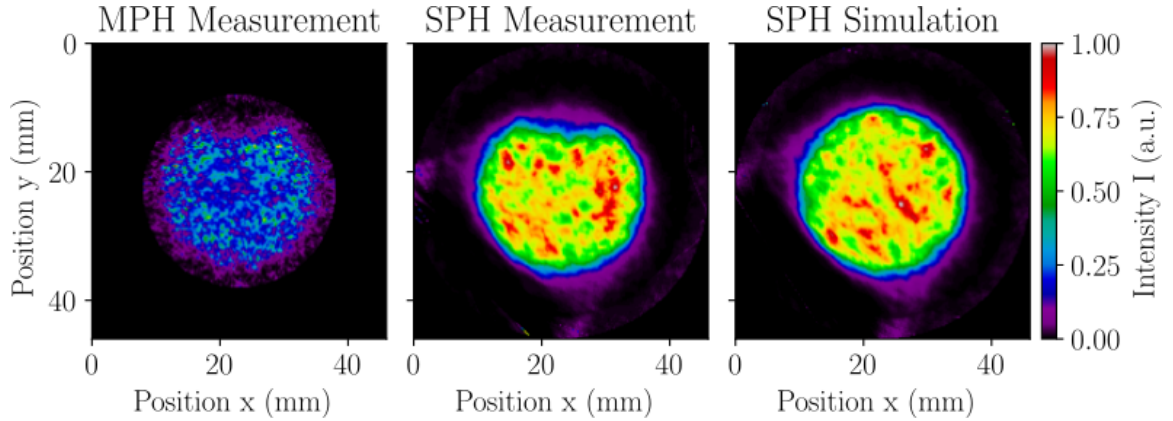 MPH Measurement
SPH Measurement
SPH Simulation
Position y (mm)
0
20
40
0
20
40
Position x (mm)
0
20
40
Position x (mm)
0
20
40
Position x (mm)
1.00
0.75
0.50
0.25
0.00
Intensity I (a.u.)